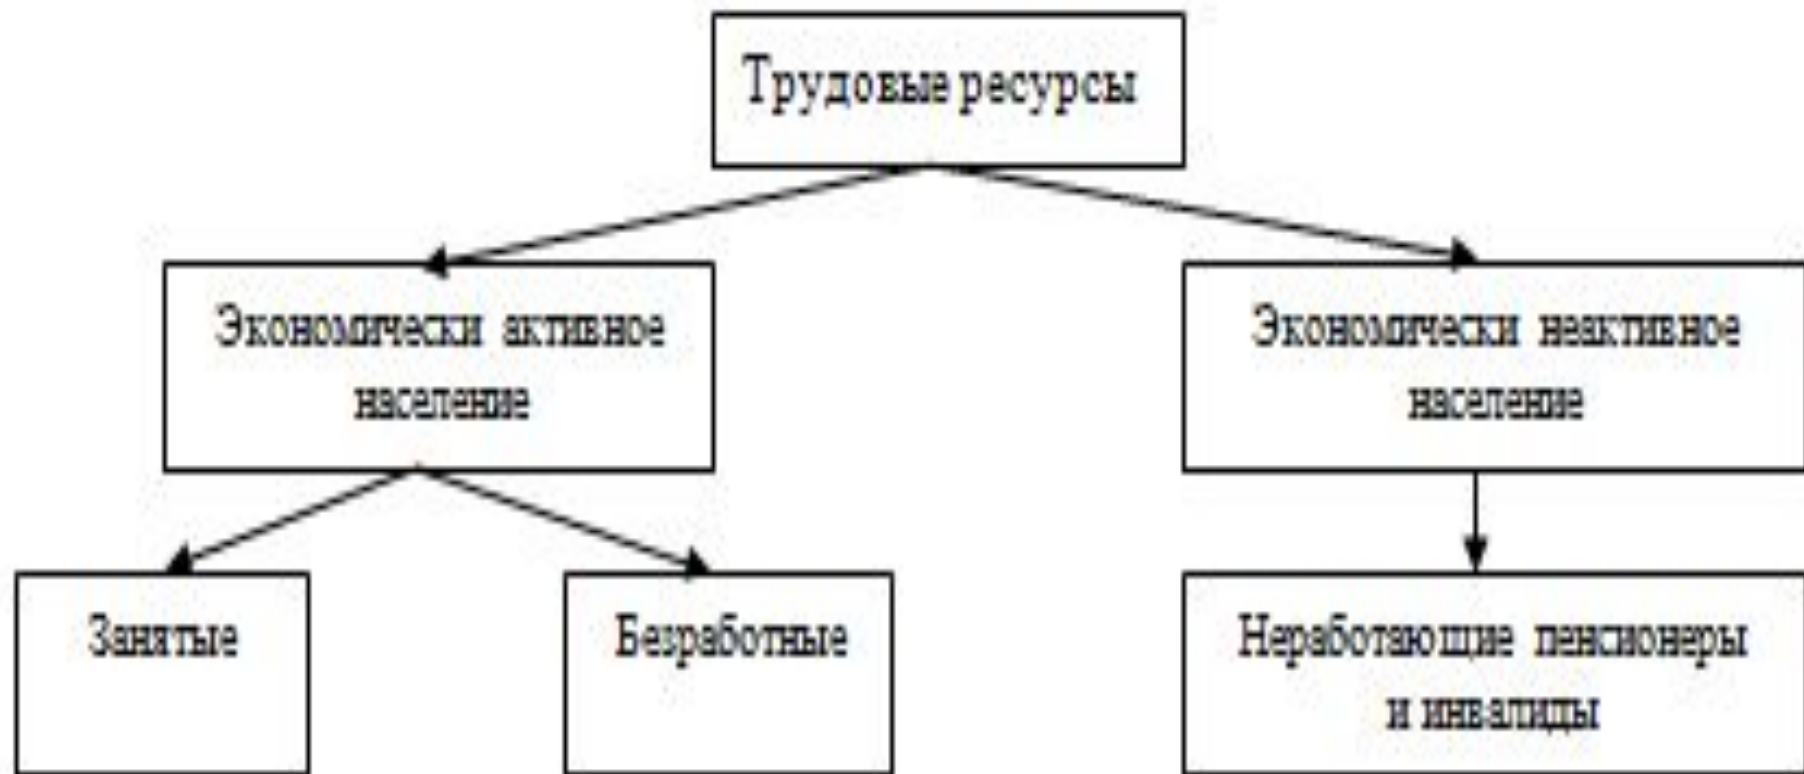 Трудовые ресурсы
Экономически активное
население
Экономически неактивное
население
Занятые
Безработные
Неработающие пенсионеры
и инвалиды